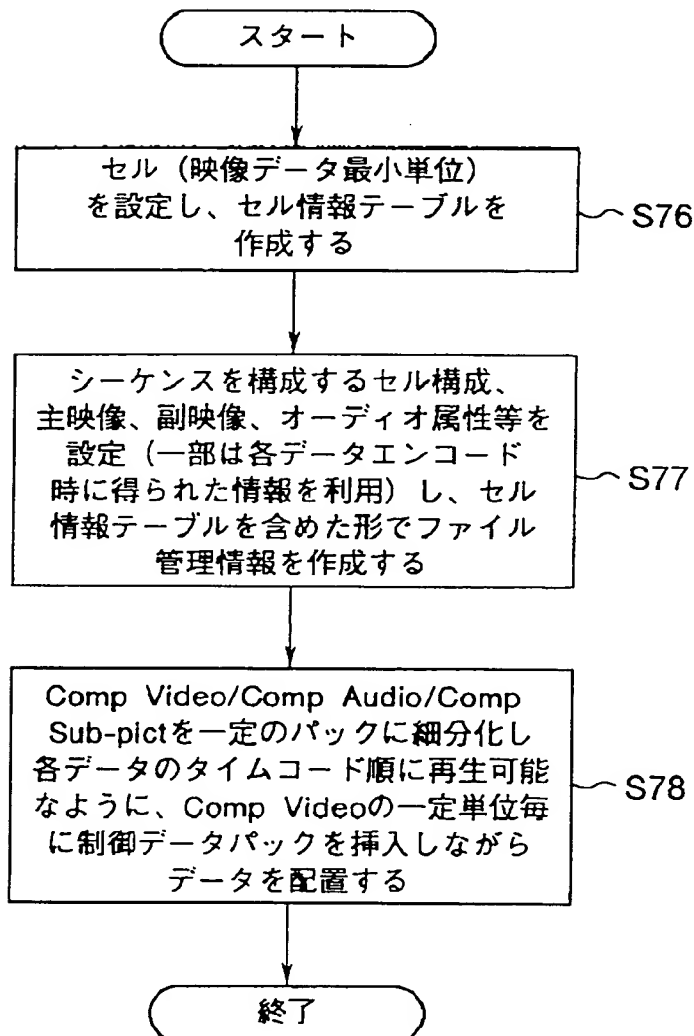 スタート
セル（映像データ最小単位）
を設定し、セル情報テーブルを
作成する
S76
シーケンスを構成するセル構成、
主映像、副映像、オーディオ属性等を
設定（一部は各データエンコード
時に得られた情報を利用）し、セル
情報テーブルを含めた形でファイル
管理情報を作成する
S77
Comp Video/Comp Audio/Comp
Sub-pictを一定のパックに細分化し
各データのタイムコード順に再生可能
なように、Comp Videoの一定単位毎
に制御データパックを挿入しながら
データを配置する
S78
終了